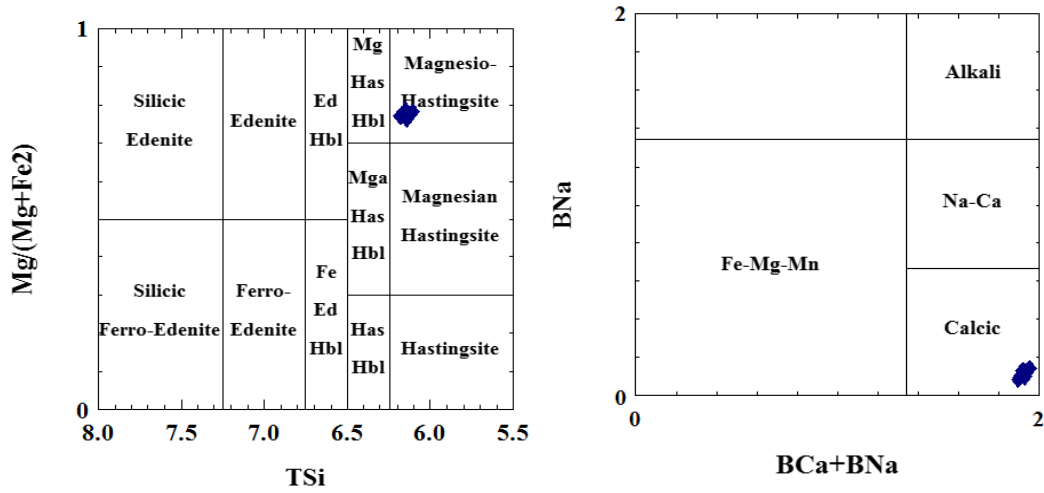 1
Mg/(Mg+Fe2)
0
Silicic
Edenite
Edenite
Ed
Hbl
Mg
Has
Hbl
Magnesio-
Hastingsite
Mga
Has
Hbl
Magnesian
Hastingsite
Silicic
Ferro-Edenite
Ferro-
Edenite
Fe
Ed
Hbl
Has
Hbl
Hastingsite
8.0 7.5 7.0 6.5 6.0 5.5
TSi
2
BNa
0
Alkali
Na-Ca
Fe-Mg-Mn
Calcic
0 2
BCa+BNa